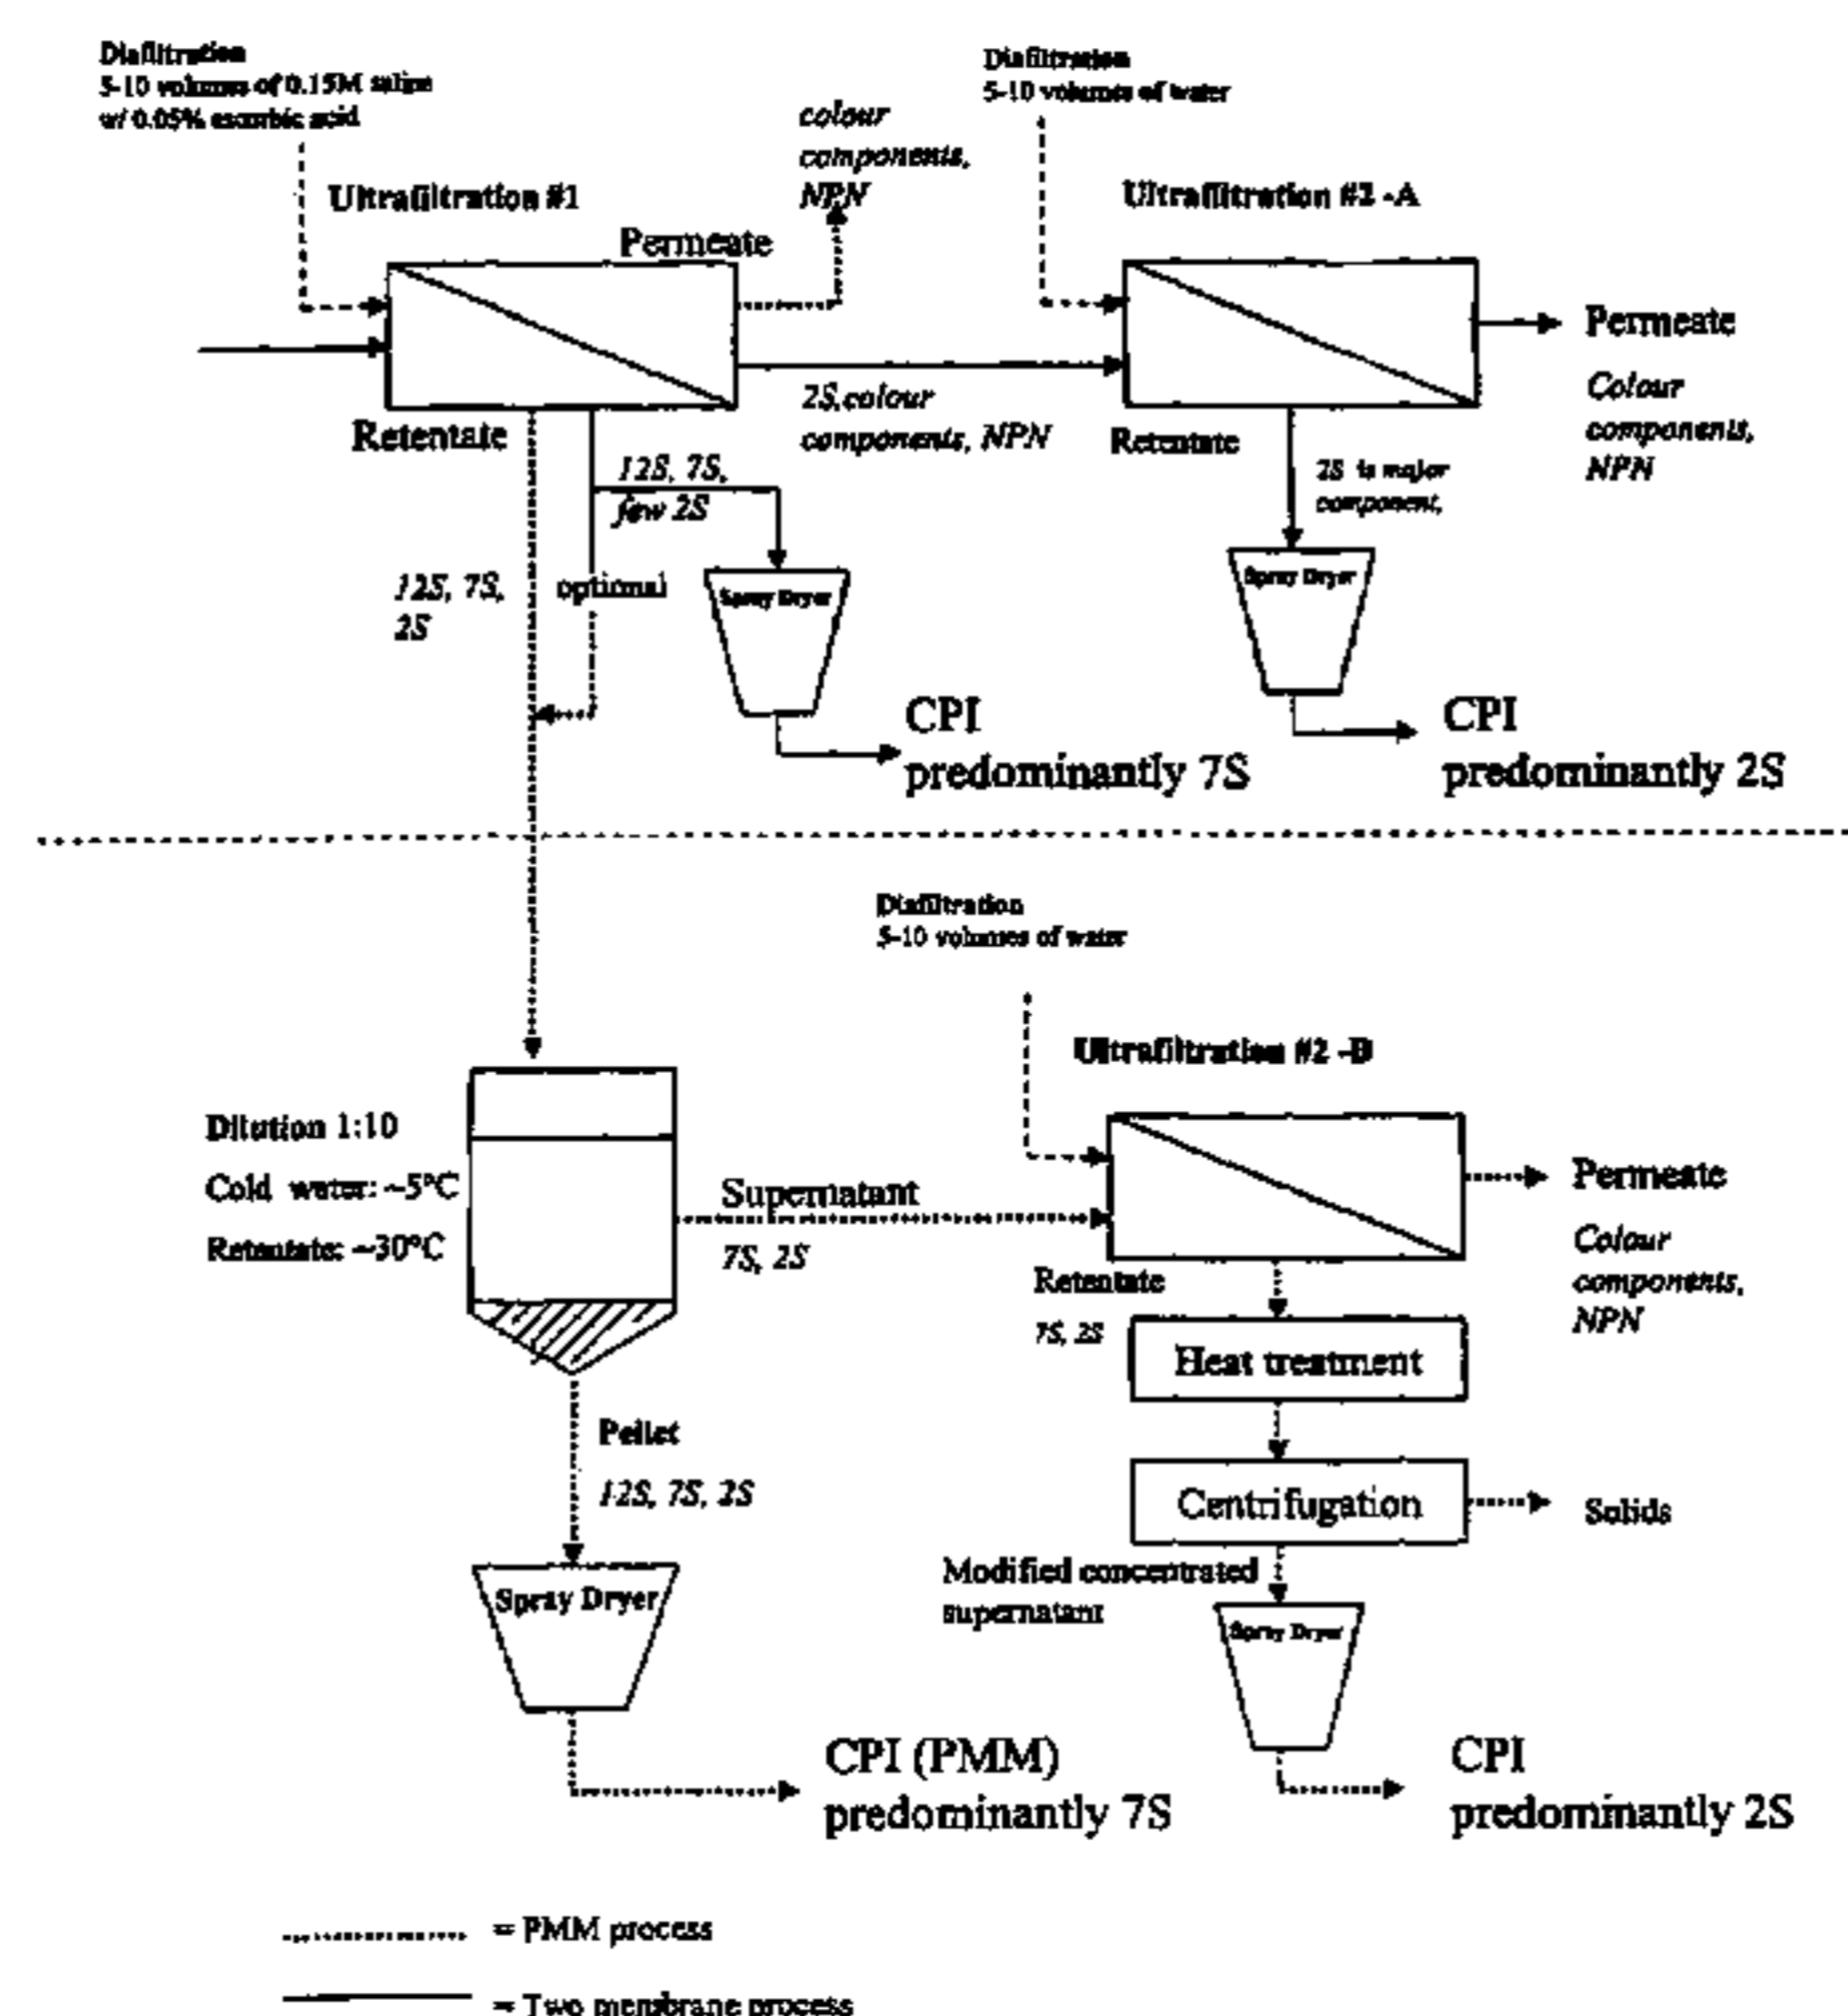 Diafiltration
5-10 volumes of 0.15M saline
w/ 0.05% ascorbic acid
Diafiltration
5-10 volumes of water
colour
components,
NPN
Ultrafiltration #1
Ultrafiltration #2 -A
Permeate
Permeate
Colour
components,
NPN
Retentate
2S,colour
components, NPN
Retentate
12S, 7S,
few 2S
2S is major
component,
12S, 7S,
2S
optional
Spray Dryer
Spray Dryer
CPI
predominantly 7S
CPI
predominantly 2S
Diafiltration
5-10 volumes of water
Ultrafiltration #2 -B
Dilution 1:10
Cold water: ~5°C
Retentate: ~30°C
Supernatant
7S, 2S
Permeate
Colour
components,
NPN
Retentate
7S, 2S
Heat treatment
Pellet
12S, 7S, 2S
Centrifugation
Solids
Modified concentrated
supernatant
Spray Dryer
Spray Dryer
CPI (PMM)
predominantly 7S
CPI
predominantly 2S
= PMM process
= Two membrane process